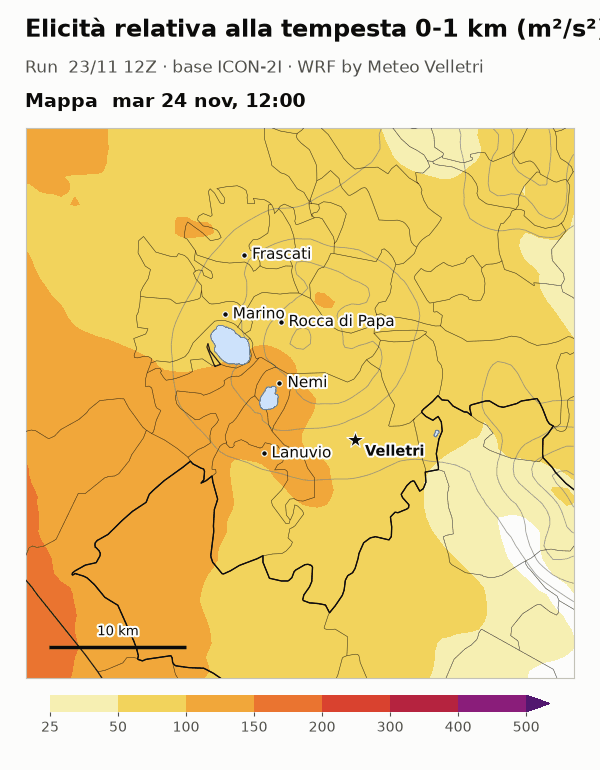 Elicità relativa alla tempesta 0-1 km (m²/s²)
Run  23/11 12Z · base ICON-2I · WRF by Meteo Velletri
Mappa  mar 24 nov, 12:00
Frascati
Marino
Rocca di Papa
Nemi
Velletri
Lanuvio
10 km
25 50 100 150 200 300 400 500